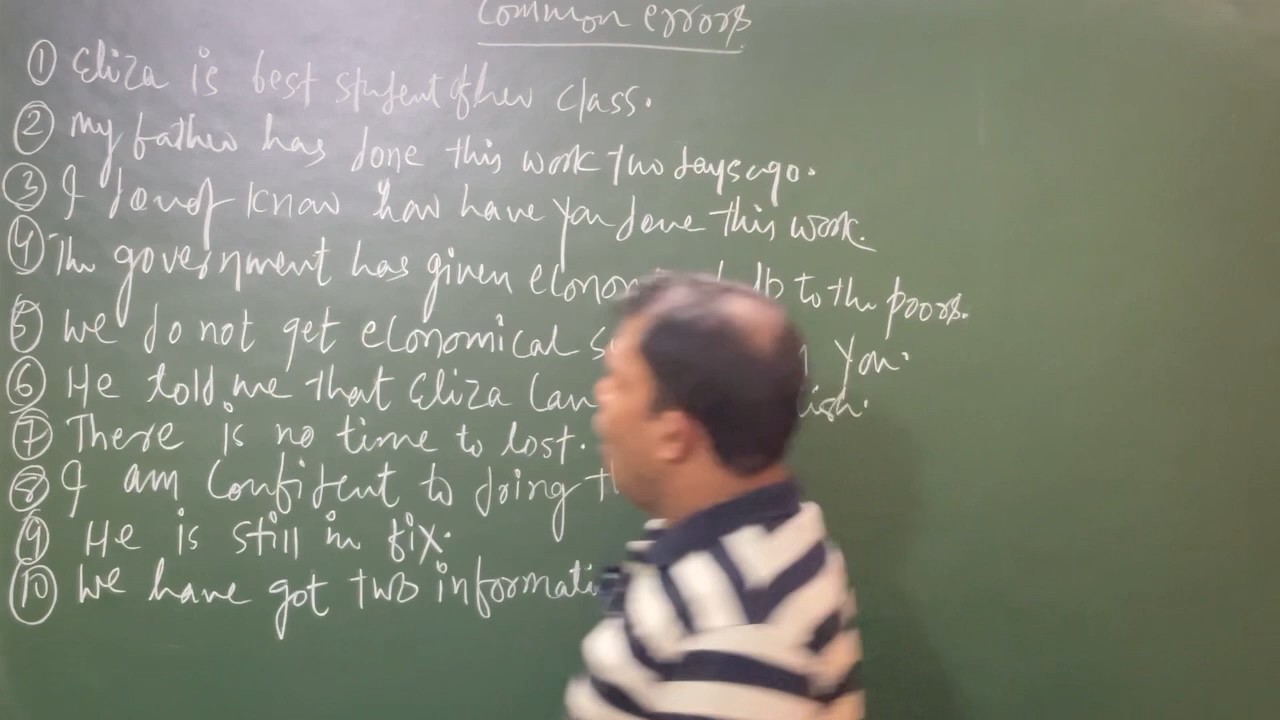 Common errors
① Eliza is best student of her class.
② My father has done this work two days ago.
③ I donot know how have you done this work.
④ The government has given to the poors.
⑤ We do not get economical you.
⑥ He told me that Eliza can
⑦ There is no time to lost.
⑧ I am confident to doing
⑨ He is still in fix.
⑩ We have got two